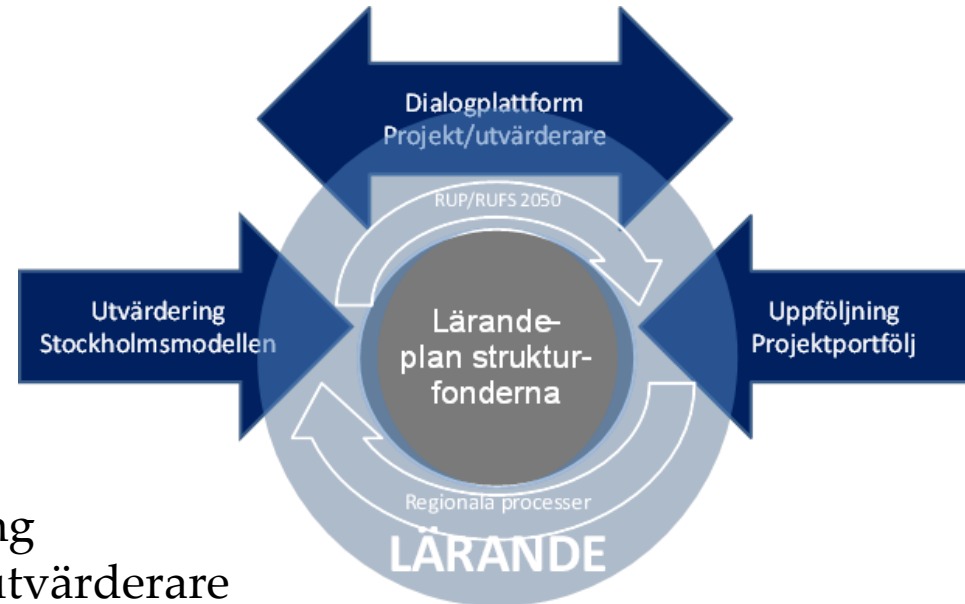 Dialogplattform
Projekt/utvärderare
RUP/RUFS 2050
Utvärdering
Stockholmsmodellen
Lärande-
plan struktur-
fonderna
Uppföljning
Projektportfölj
Regionala processer
LÄRANDE
utvärderare